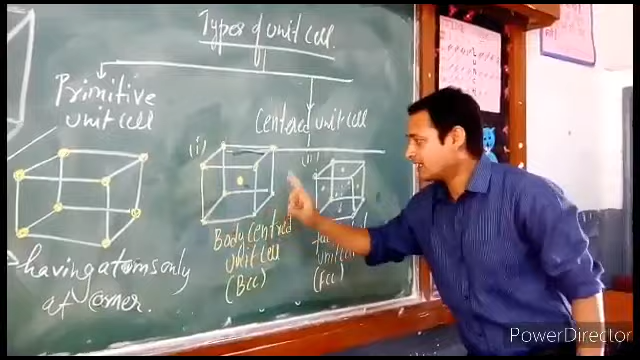 Types of unit cell.
Primitive
unit cell
Centered unit cell
(i)
(ii)
Body Centred
unit cell
(BCC)
unit cell
(FCC)
having atoms only
at corner.
PowerDirector